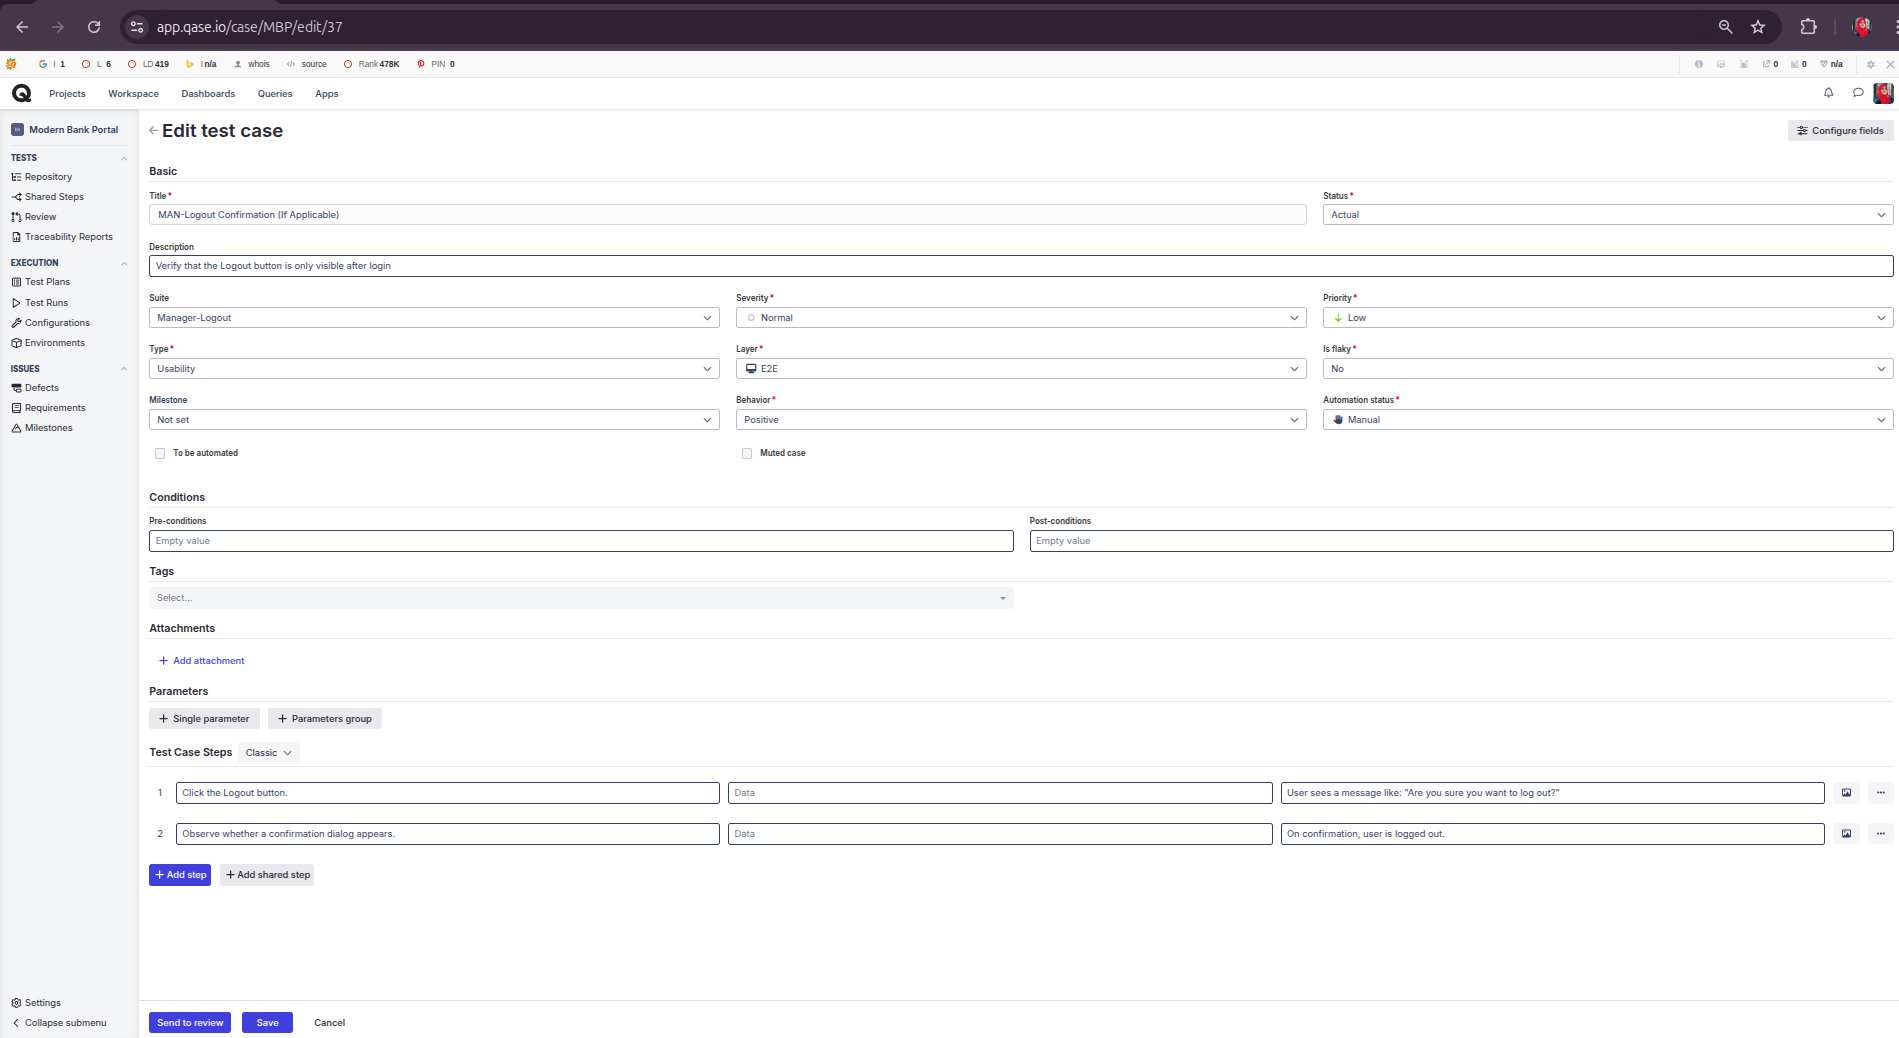 app.qase.io/case/MBP/edit/37
I 1 L 6 LD 419 I n/a whois source Rank 478K PIN 0 0 0 n/a
Projects Workspace Dashboards Queries Apps
Modern Bank Portal
TESTS
Repository
Shared Steps
Review
Traceability Reports
EXECUTION
Test Plans
Test Runs
Configurations
Environments
ISSUES
Defects
Requirements
Milestones
Settings
Collapse submenu
Edit test case
Configure fields
Basic
Title *
Status *
MAN-Logout Confirmation (If Applicable)
Actual
Description
Verify that the Logout button is only visible after login
Suite
Severity *
Priority *
Manager-Logout
Normal
Low
Type *
Layer *
Is flaky *
Usability
E2E
No
Milestone
Behavior *
Automation status *
Not set
Positive
Manual
To be automated
Muted case
Conditions
Pre-conditions
Post-conditions
Empty value
Empty value
Tags
Select...
Attachments
+ Add attachment
Parameters
+ Single parameter
+ Parameters group
Test Case Steps Classic
1 Click the Logout button. Data User sees a message like: "Are you sure you want to log out?"
2 Observe whether a confirmation dialog appears. Data On confirmation, user is logged out.
+ Add step
+ Add shared step
Send to review Save Cancel